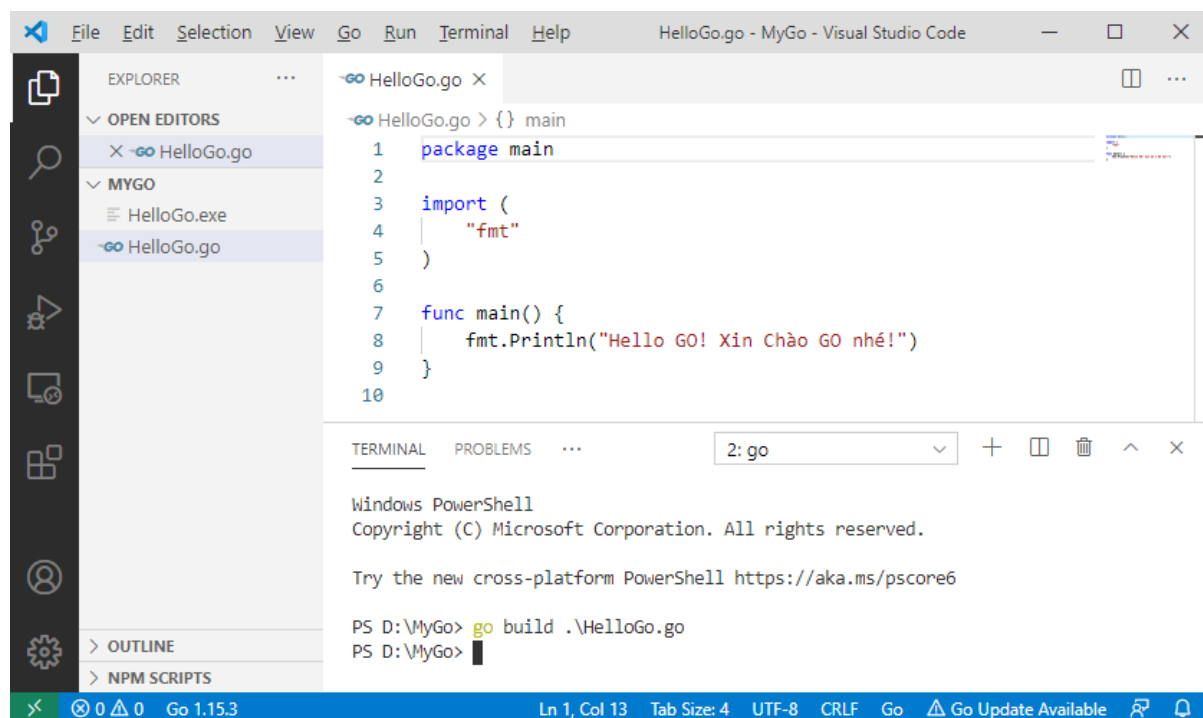 File Edit Selection View Go Run Terminal Help HelloGo.go - MyGo - Visual Studio Code
EXPLORER ···
OPEN EDITORS
GO HelloGo.go
MYGO
HelloGo.exe
GO HelloGo.go
OUTLINE
NPM SCRIPTS
GO HelloGo.go
GO HelloGo.go > {} main
1 package main
2
3 import (
4 "fmt"
5 )
6
7 func main() {
8 fmt.Println("Hello GO! Xin Chào GO nhé!")
9 }
10
TERMINAL PROBLEMS ··· 2: go
Windows PowerShell
Copyright (C) Microsoft Corporation. All rights reserved.
Try the new cross-platform PowerShell https://aka.ms/pscore6
PS D:\MyGo> go build .\HelloGo.go
PS D:\MyGo>
0 0 Go 1.15.3 Ln 1, Col 13 Tab Size: 4 UTF-8 CRLF Go Go Update Available